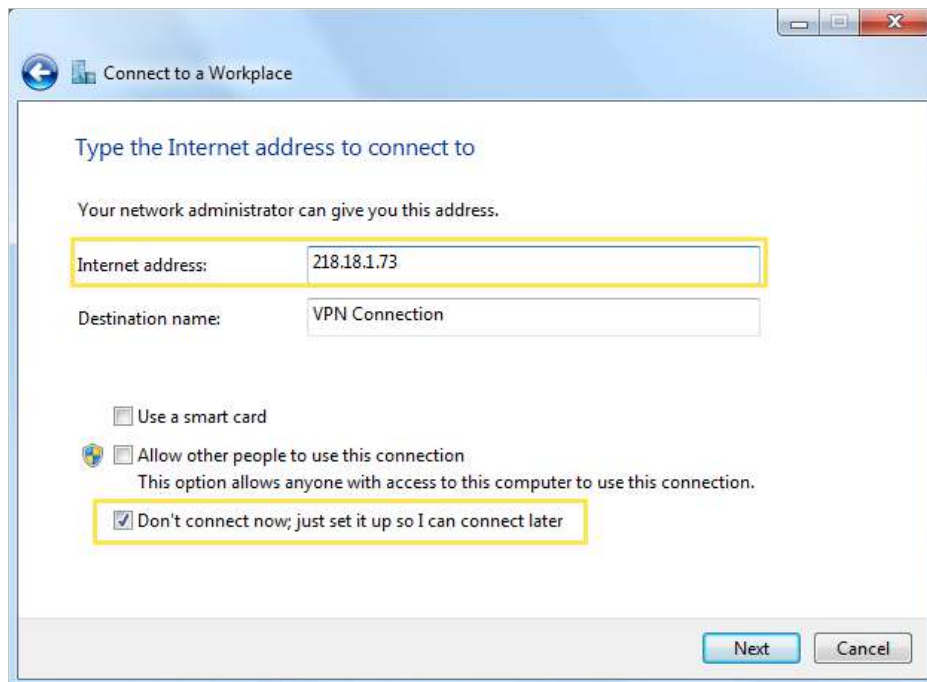 Connect to a Workplace
Type the Internet address to connect to
Your network administrator can give you this address.
Internet address: 218.18.1.73
Destination name: VPN Connection
Use a smart card
Allow other people to use this connection
This option allows anyone with access to this computer to use this connection.
Don't connect now; just set it up so I can connect later
Next Cancel